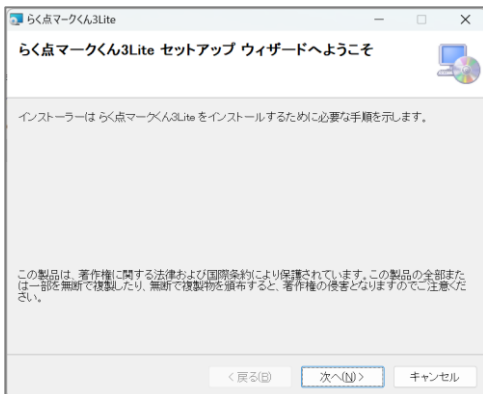 らく点マークくん3Lite
らく点マークくん3Lite セットアップ ウィザードへようこそ
インストーラーは らく点マークくん3Lite をインストールするために必要な手順を示します。
この製品は、著作権に関する法律および国際条約により保護されています。この製品の全部また
は一部を無断で複製したり、無断で複製物を頒布すると、著作権の侵害となりますのでご注意くだ
さい。
<戻る(B) 次へ(N)> キャンセル